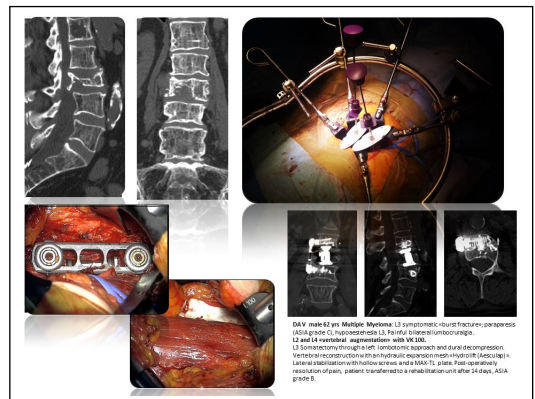 DA V male 62 yrs Multiple Myeloma: L3 symptomatic «burst fracture»; paraparesis
(ASIA grade C), hypoaestehesia L3, Painful bilateral lumbocruralgia.
L2 and L4 «vertebral augmentation» with VK 100.
L3 Somatectomy through a left lombotomic approach and dural decompression.
Vertebral reconstruction with an hydraulic expansion mesh «Hydrolift (Aesculap)».
Lateral stabilization with hollow screws and a MAX-TL plate. Post-operatively
resolution of pain, patient transferred to a rehabilitation unit after 14 days, ASIA
grade B.